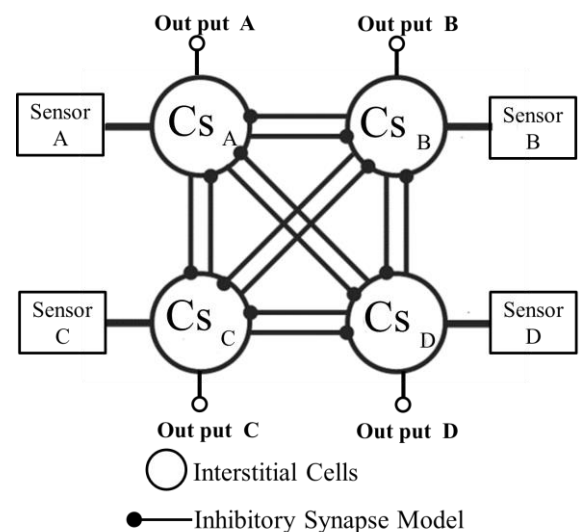 Out put A
Out put B
Sensor
A
Cs A
Cs B
Sensor
B
Sensor
C
Cs C
Cs D
Sensor
D
Out put C
Out put D
Interstitial Cells
Inhibitory Synapse Model